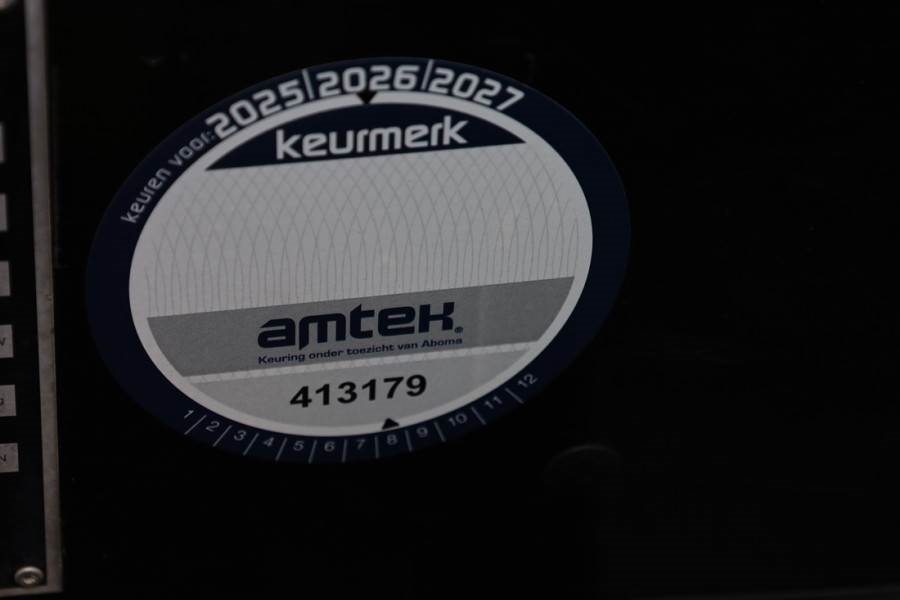 keuren voor: 2025 | 2026 | 2027
keurmerk
amtek®
Keuring onder toezicht van Aboma
413179
1 2 3 4 5 6 7 8 9 10 11 12